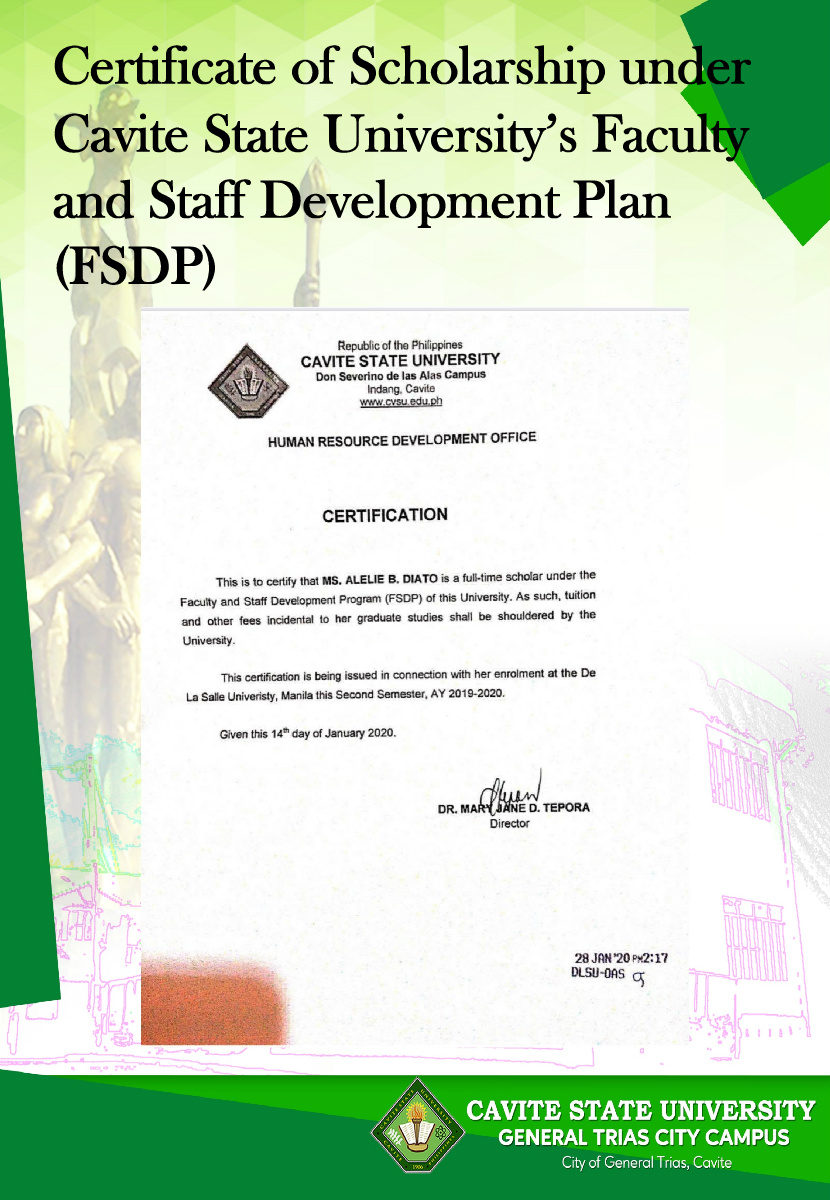 Certificate of Scholarship under
Cavite State University's Faculty
and Staff Development Plan
(FSDP)
Republic of the Philippines
CAVITE STATE UNIVERSITY
Don Severino de las Alas Campus
Indang, Cavite
www.cvsu.edu.ph
HUMAN RESOURCE DEVELOPMENT OFFICE
CERTIFICATION
This is to certify that MS. ALELIE B. DIATO is a full-time scholar under the
Faculty and Staff Development Program (FSDP) of this University. As such, tuition
and other fees incidental to her graduate studies shall be shouldered by the
University.
This certification is being issued in connection with her enrolment at the De
La Salle Univeristy, Manila this Second Semester, AY 2019-2020.
Given this 14th day of January 2020.
DR. MARY JANE D. TEPORA
Director
28 JAN '20 PM2:17
DLSU-OAS
CAVITE STATE UNIVERSITY
GENERAL TRIAS CITY CAMPUS
City of General Trias, Cavite
1906